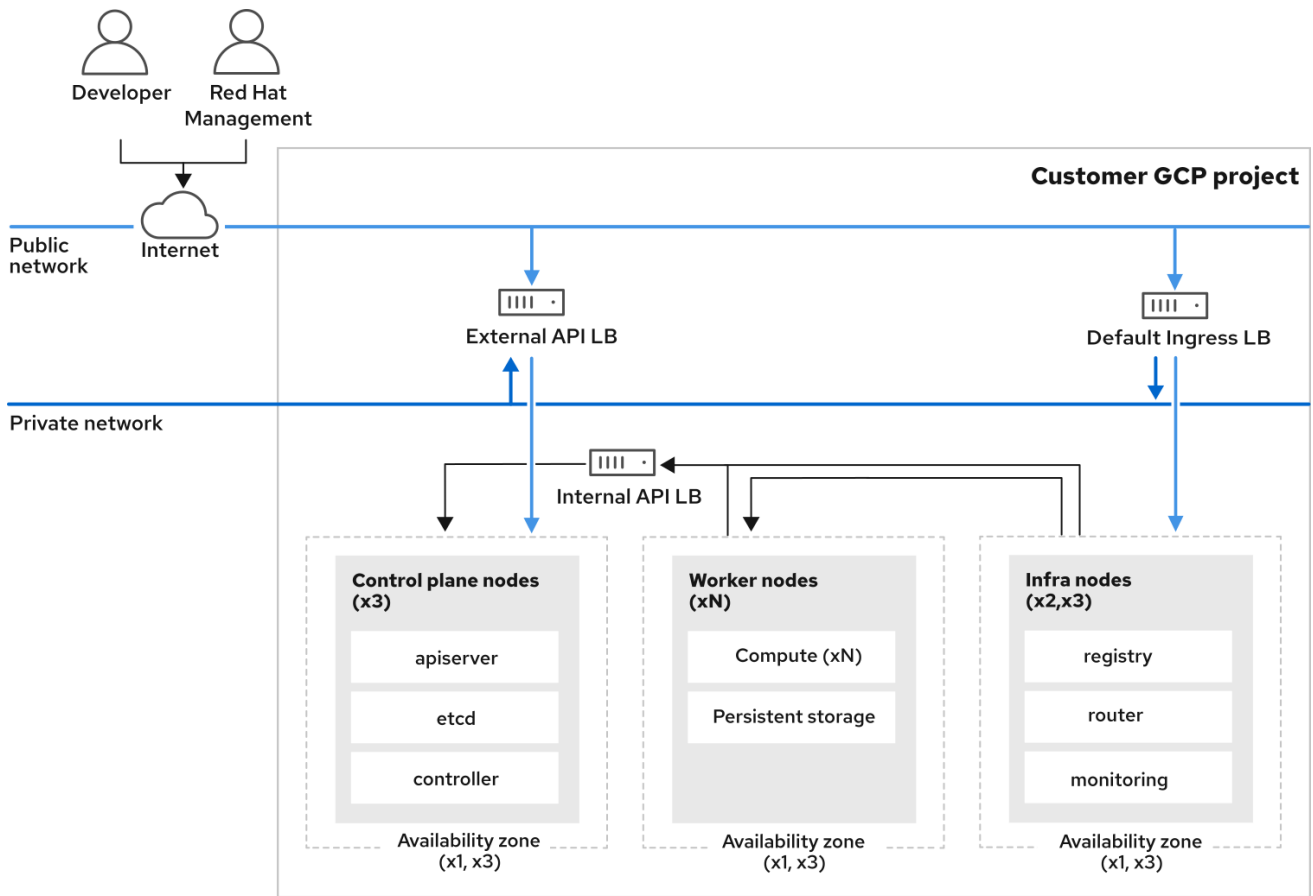 Developer
Red Hat
Management
Customer GCP project
Public
network
Internet
External API LB
Default Ingress LB
Private network
Internal API LB
Control plane nodes
(x3)
apiserver
etcd
controller
Availability zone
(x1, x3)
Worker nodes
(xN)
Compute (xN)
Persistent storage
Availability zone
(x1, x3)
Infra nodes
(x2,x3)
registry
router
monitoring
Availability zone
(x1, x3)